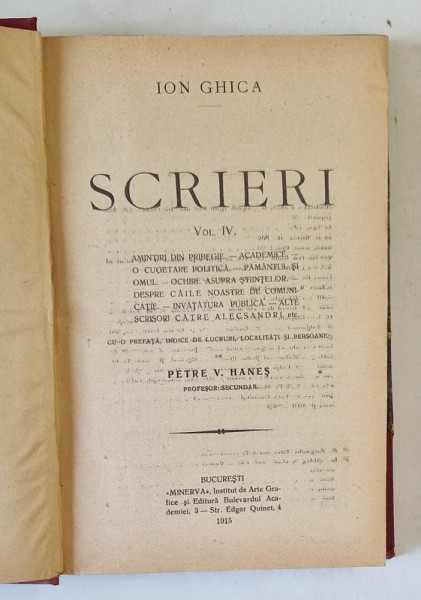 ION GHICA
SCRIERI
VOL. IV.
AMINTIRI DIN PRIBEGIE. — ACADEMICE. —
O CUGETARE POLITICĂ. — PĂMÂNTUL ȘI
OMUL. — OCHIRE ASUPRA ȘTIINȚELOR.
DESPRE CĂILE NOASTRE DE COMUNI-
CAȚIE. — INVĂȚĂTURA PUBLICĂ. — ALTE
SCRISORI CĂTRE ALECSANDRI, etc.
CU O PREFAȚĂ, INDICE DE LUCRURI, LOCALITĂȚI ȘI PERSOANE,
DE
PETRE V. HANEȘ
PROFESOR SECUNDAR
BUCUREȘTI
«MINERVA», Institut de Arte Gra-
fice și Editură Bulevardul Aca-
demiei, 3 — Str. Edgar Quinet, 4
1915